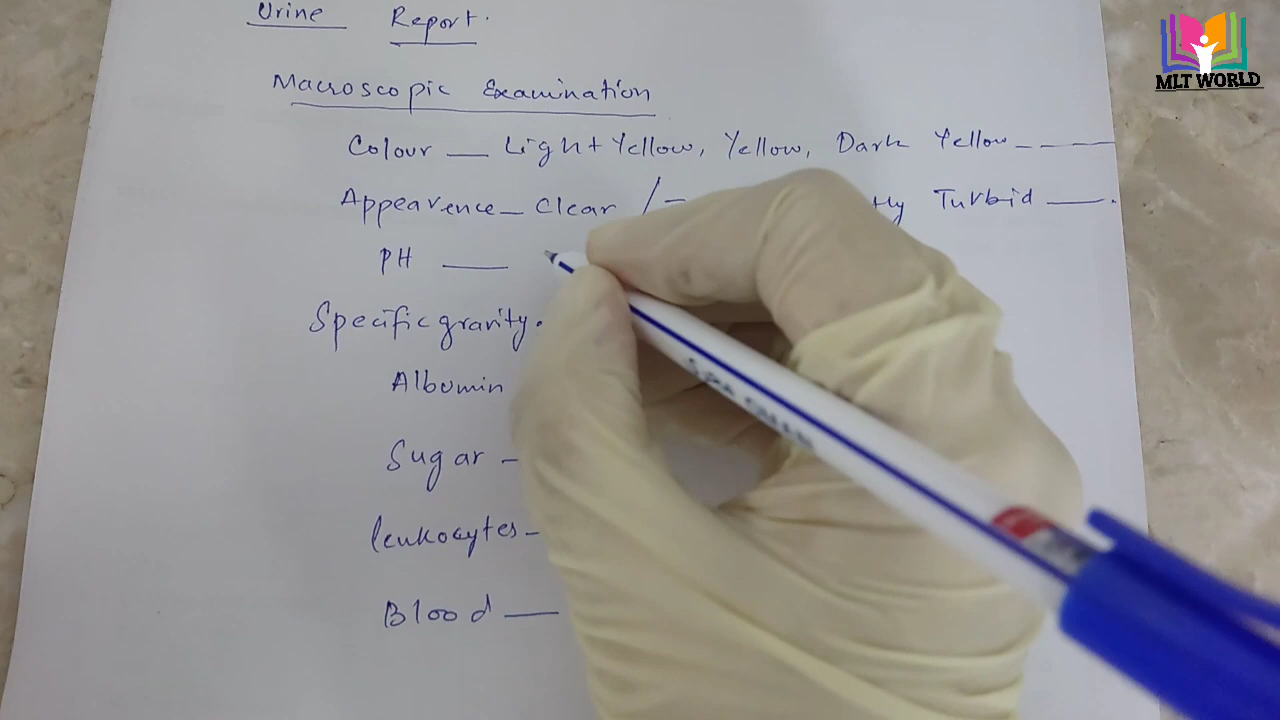 Urine Report.
MLT WORLD
Macroscopic Examination
Colour — Light Yellow, Yellow, Dark Yellow ― ― ―
Appearence — Clear / Turbid — .
PH —
Specific gravity.
Albumin
Sugar -
leukocytes -
Blood —